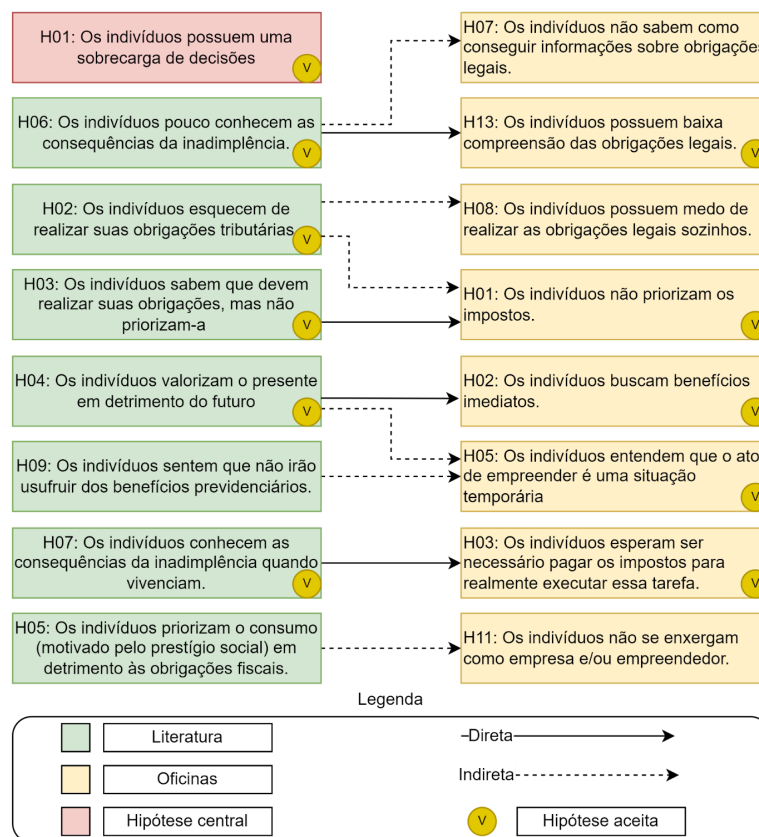 H01: Os indivíduos possuem uma
sobrecarga de decisões
V
H07: Os indivíduos não sabem como
conseguir informações sobre obrigações
legais.
H06: Os indivíduos pouco conhecem as
consequências da inadimplência.
V
H13: Os indivíduos possuem baixa
compreensão das obrigações legais.
V
H02: Os indivíduos esquecem de
realizar suas obrigações tributárias
V
H08: Os indivíduos possuem medo de
realizar as obrigações legais sozinhos.
H03: Os indivíduos sabem que devem
realizar suas obrigações, mas não
priorizam-a
V
H01: Os indivíduos não priorizam os
impostos.
V
H04: Os indivíduos valorizam o presente
em detrimento do futuro
V
H02: Os indivíduos buscam benefícios
imediatos.
V
H09: Os indivíduos sentem que não irão
usufruir dos benefícios previdenciários.
H05: Os indivíduos entendem que o ato
de empreender é uma situação
temporária
V
H07: Os indivíduos conhecem as
consequências da inadimplência quando
vivenciam.
V
H03: Os indivíduos esperam ser
necessário pagar os impostos para
realmente executar essa tarefa.
V
H05: Os indivíduos priorizam o consumo
(motivado pelo prestígio social) em
detrimento às obrigações fiscais.
H11: Os indivíduos não se enxergam
como empresa e/ou empreendedor.
Legenda
Literatura
Direta
Oficinas
Indireta
Hipótese central
V
Hipótese aceita